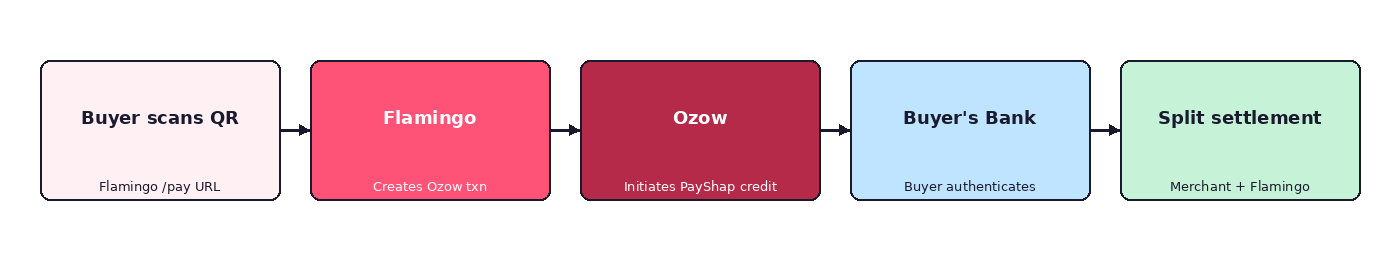 Buyer scans QR
Flamingo /pay URL
Flamingo
Creates Ozow txn
Ozow
Initiates PayShap credit
Buyer's Bank
Buyer authenticates
Split settlement
Merchant + Flamingo